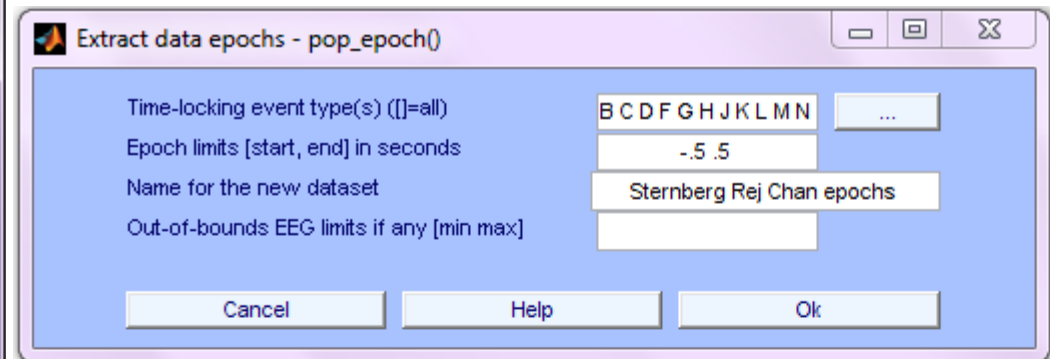 Extract data epochs - pop_epoch()
Time-locking event type(s) ([]=all) B C D F G H J K L M N ...
Epoch limits [start, end] in seconds -.5 .5
Name for the new dataset Sternberg Rej Chan epochs
Out-of-bounds EEG limits if any [min max]
Cancel Help Ok